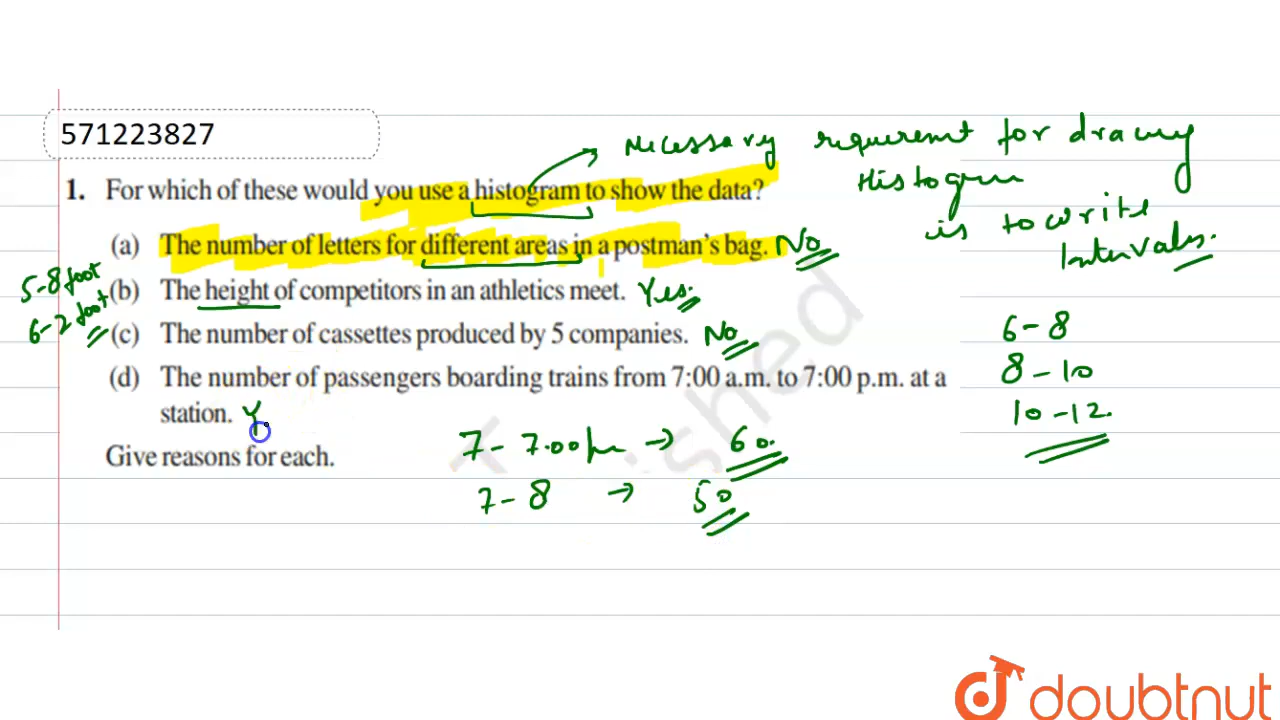 571223827
Necessary requiremt for drawing
Histogram
is to write
Intervals.
1. For which of these would you use a histogram to show the data?
(a) The number of letters for different areas in a postman's bag. No
5-8 foot
(b) The height of competitors in an athletics meet. Yes.
6-2 foot
(c) The number of cassettes produced by 5 companies. No
6-8
8-10
10-12.
(d) The number of passengers boarding trains from 7:00 a.m. to 7:00 p.m. at a
station. Y
Give reasons for each.
7- 7.00 pm → 60.
7-8 → 50
shed
doubtnut